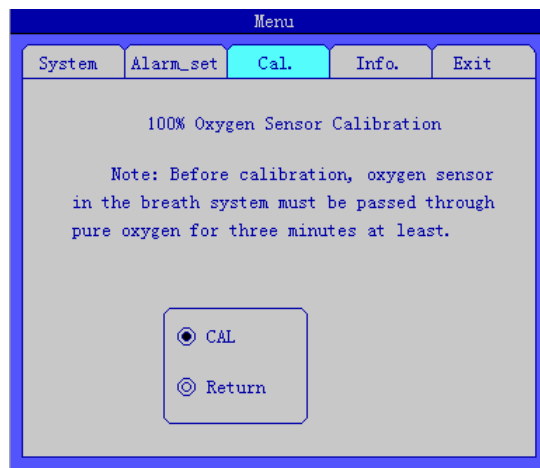 Menu
System Alarm_set Cal. Info. Exit
100% Oxygen Sensor Calibration
Note: Before calibration, oxygen sensor
in the breath system must be passed through
pure oxygen for three minutes at least.
CAL
Return